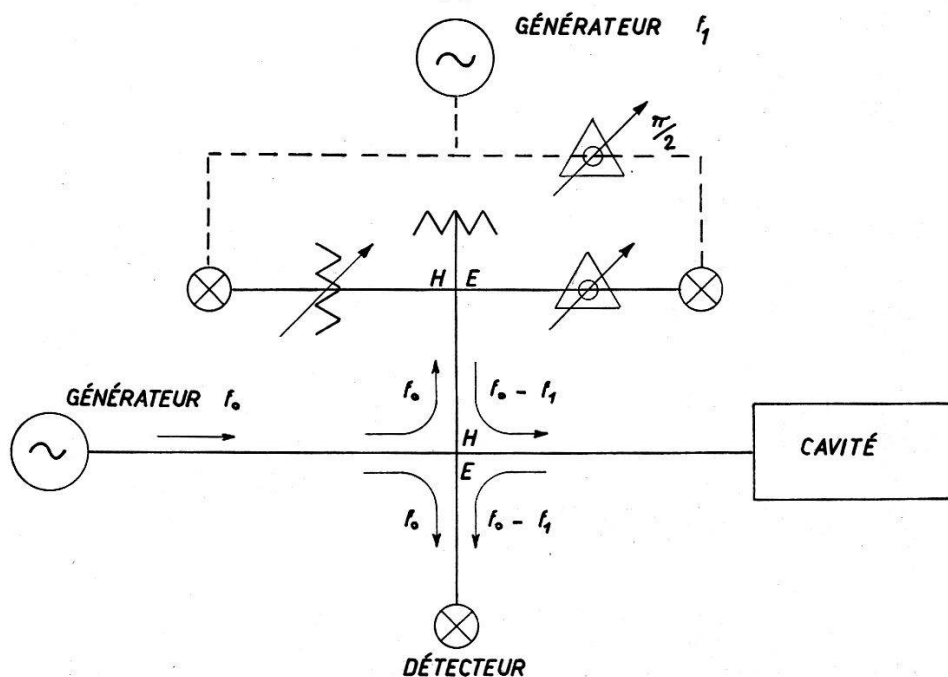 GÉNÉRATEUR f₁
π/2
H E
GÉNÉRATEUR f₀
f₀
f₀ - f₁
H
E
CAVITÉ
f₀
f₀ - f₁
DÉTECTEUR